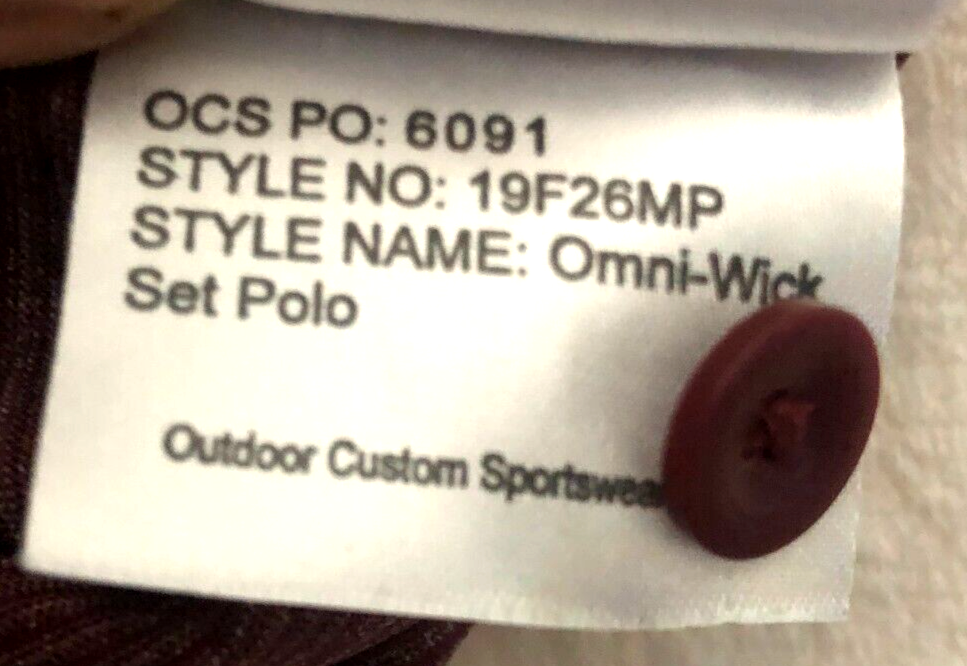 OCS PO: 6091
STYLE NO: 19F26MP
STYLE NAME: Omni-Wick
Set Polo
Outdoor Custom Sportswear